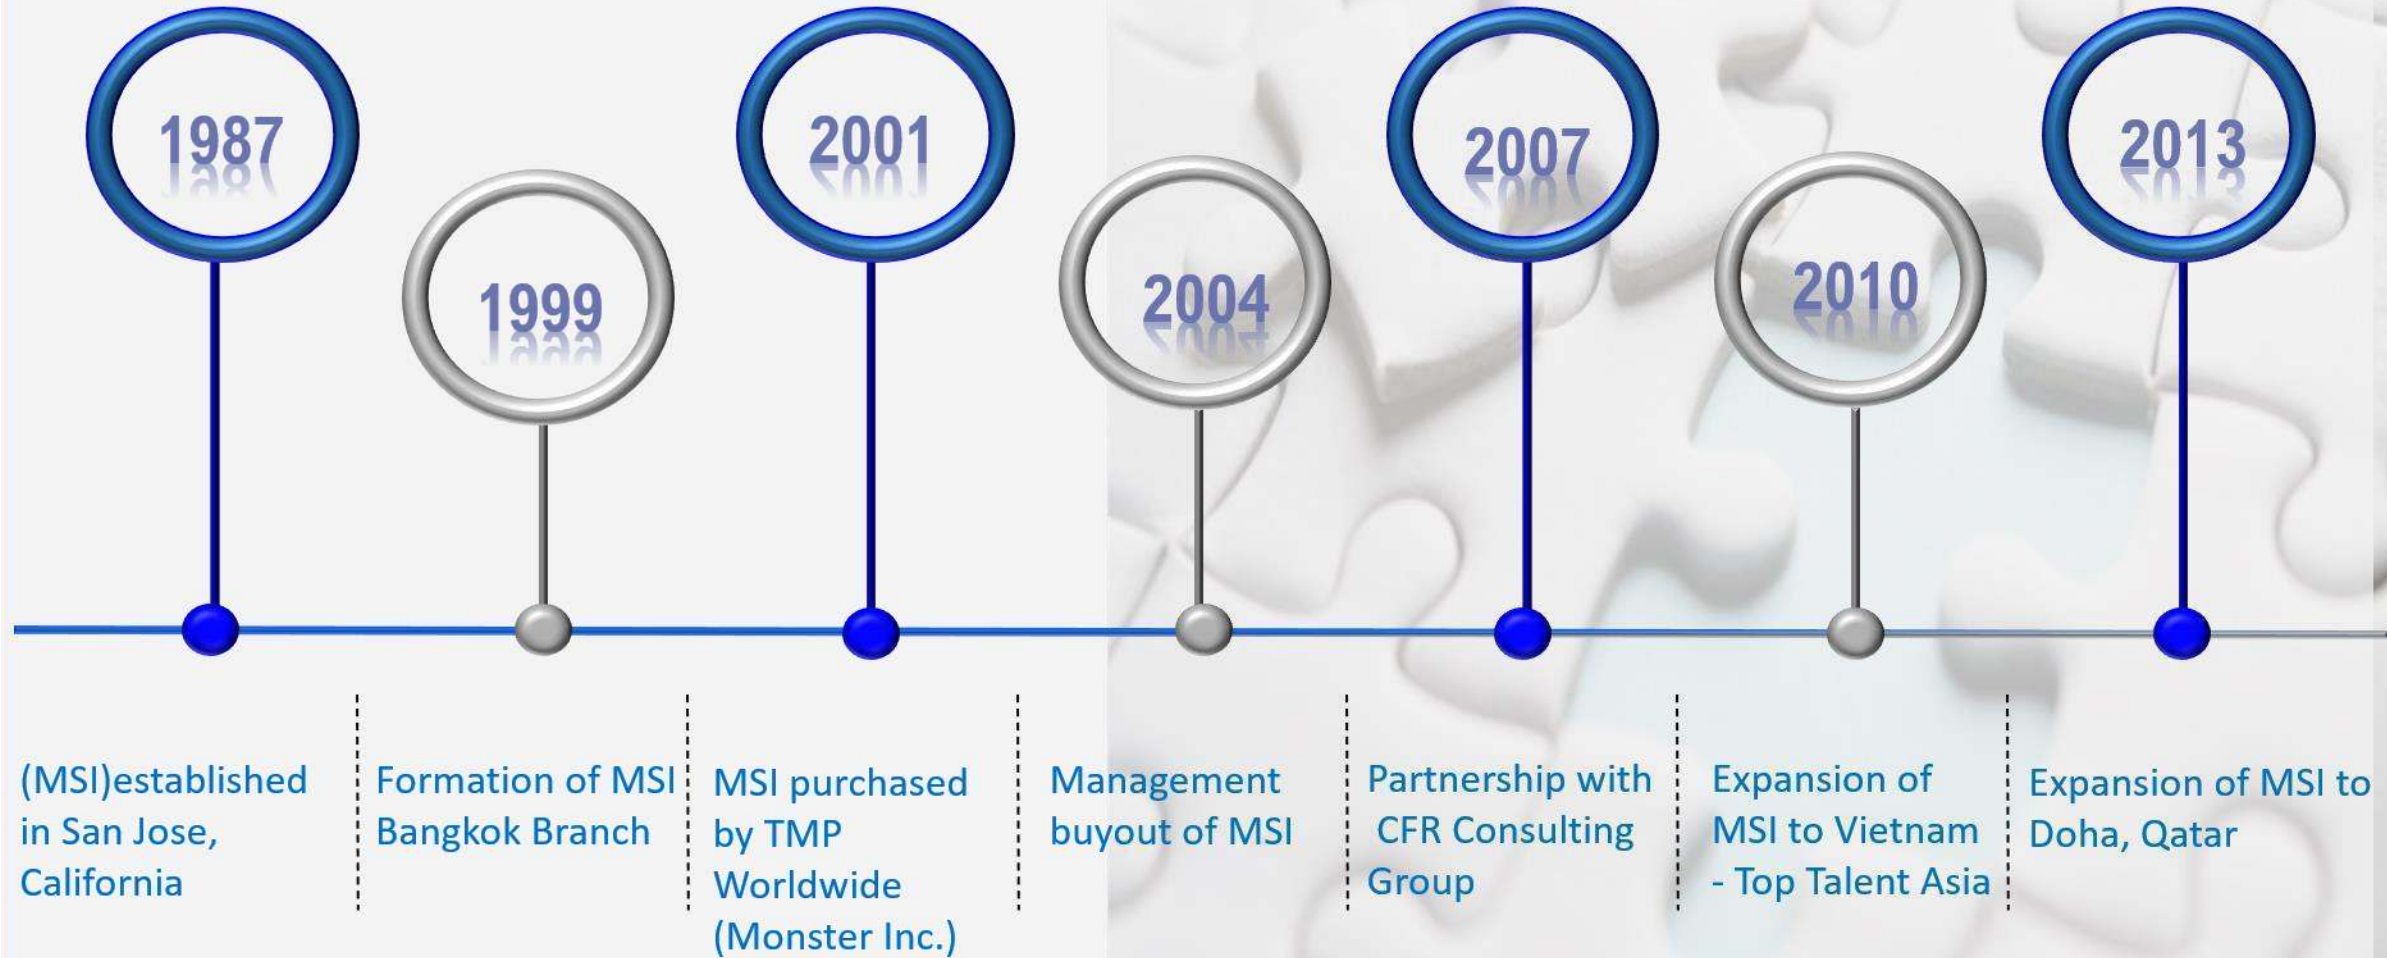 1987
1999
2001
2004
2007
2010
2013
(MSI)established
in San Jose,
California
Formation of MSI
Bangkok Branch
MSI purchased
by TMP
Worldwide
(Monster Inc.)
Management
buyout of MSI
Partnership with
CFR Consulting
Group
Expansion of
MSI to Vietnam
- Top Talent Asia
Expansion of MSI to
Doha, Qatar